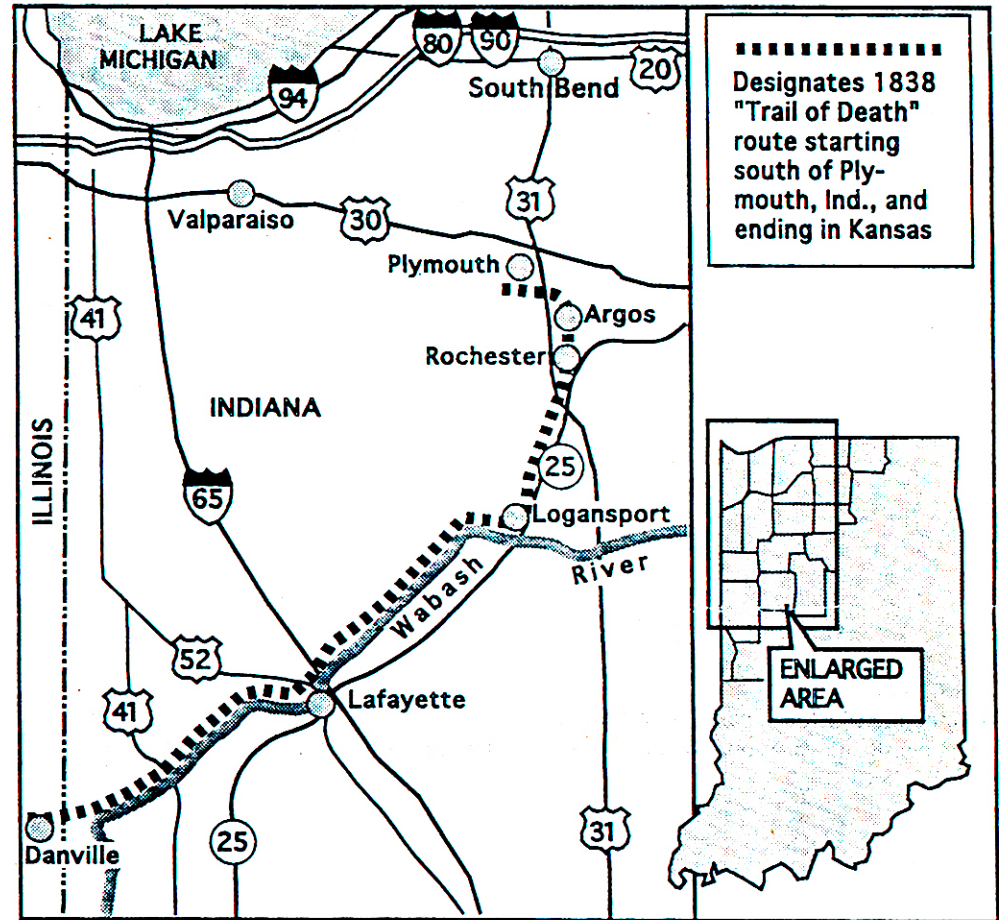 LAKE
MICHIGAN
80
90
20
94
South Bend
Valparaiso
30
31
Plymouth
41
Argos
Rochester
INDIANA
ILLINOIS
65
25
Logansport
Wabash
River
52
41
Lafayette
25
31
Danville
Designates 1838
"Trail of Death"
route starting
south of Ply-
mouth, Ind., and
ending in Kansas
ENLARGED
AREA